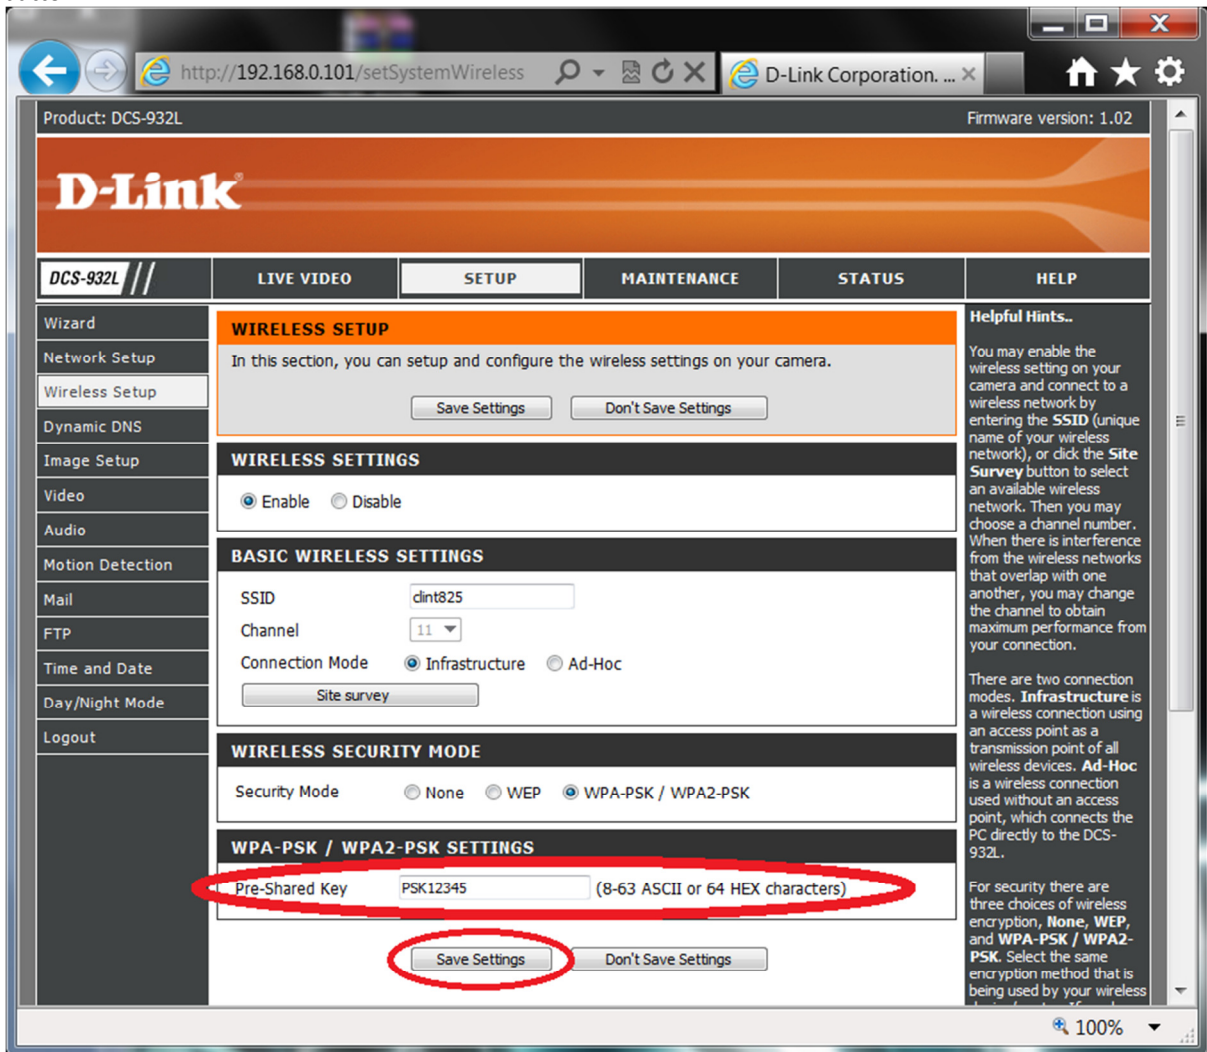 http://192.168.0.101/setSystemWireless
D-Link Corporation. ...
Product: DCS-932L
Firmware version: 1.02
D-Link®
DCS-932L
LIVE VIDEO
SETUP
MAINTENANCE
STATUS
HELP
Wizard
Network Setup
Wireless Setup
Dynamic DNS
Image Setup
Video
Audio
Motion Detection
Mail
FTP
Time and Date
Day/Night Mode
Logout
WIRELESS SETUP
In this section, you can setup and configure the wireless settings on your camera.
Save Settings
Don't Save Settings
WIRELESS SETTINGS
Enable
Disable
BASIC WIRELESS SETTINGS
SSID
clint825
Channel
11
Connection Mode
Infrastructure
Ad-Hoc
Site survey
WIRELESS SECURITY MODE
Security Mode
None
WEP
WPA-PSK / WPA2-PSK
WPA-PSK / WPA2-PSK SETTINGS
Pre-Shared Key
PSK12345
(8-63 ASCII or 64 HEX characters)
Save Settings
Don't Save Settings
Helpful Hints..
You may enable the
wireless setting on your
camera and connect to a
wireless network by
entering the SSID (unique
name of your wireless
network), or click the Site
Survey button to select
an available wireless
network. Then you may
choose a channel number.
When there is interference
from the wireless networks
that overlap with one
another, you may change
the channel to obtain
maximum performance from
your connection.
There are two connection
modes. Infrastructure is
a wireless connection using
an access point as a
transmission point of all
wireless devices. Ad-Hoc
is a wireless connection
used without an access
point, which connects the
PC directly to the DCS-
932L.
For security there are
three choices of wireless
encryption, None, WEP,
and WPA-PSK / WPA2-
PSK. Select the same
encryption method that is
being used by your wireless
100%